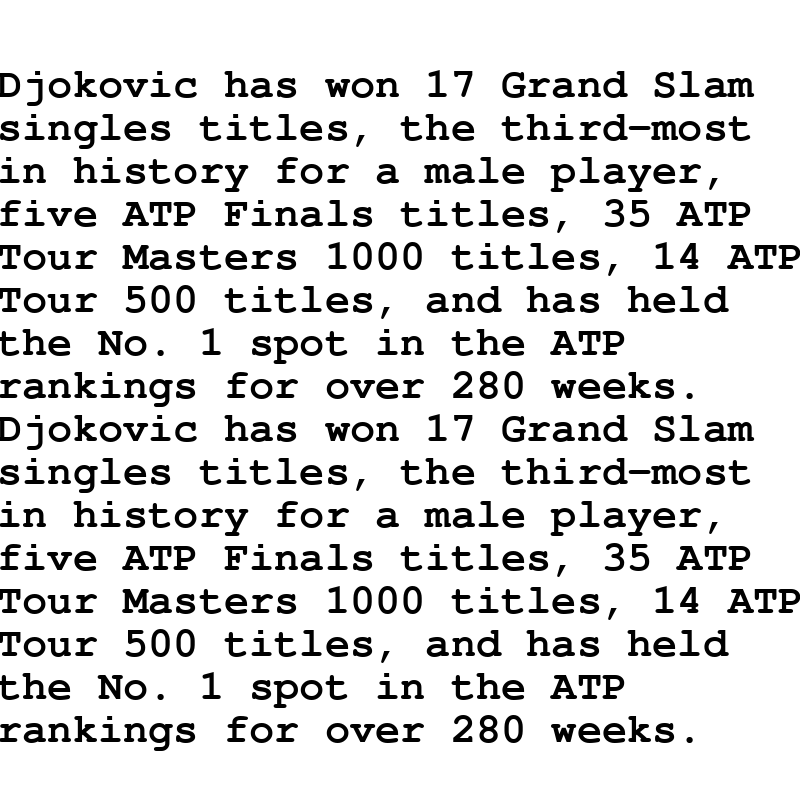 Djokovic has won 17 Grand Slam
singles titles, the third-most
in history for a male player,
five ATP Finals titles, 35 ATP
Tour Masters 1000 titles, 14 ATP
Tour 500 titles, and has held
the No. 1 spot in the ATP
rankings for over 280 weeks.
Djokovic has won 17 Grand Slam
singles titles, the third-most
in history for a male player,
five ATP Finals titles, 35 ATP
Tour Masters 1000 titles, 14 ATP
Tour 500 titles, and has held
the No. 1 spot in the ATP
rankings for over 280 weeks.